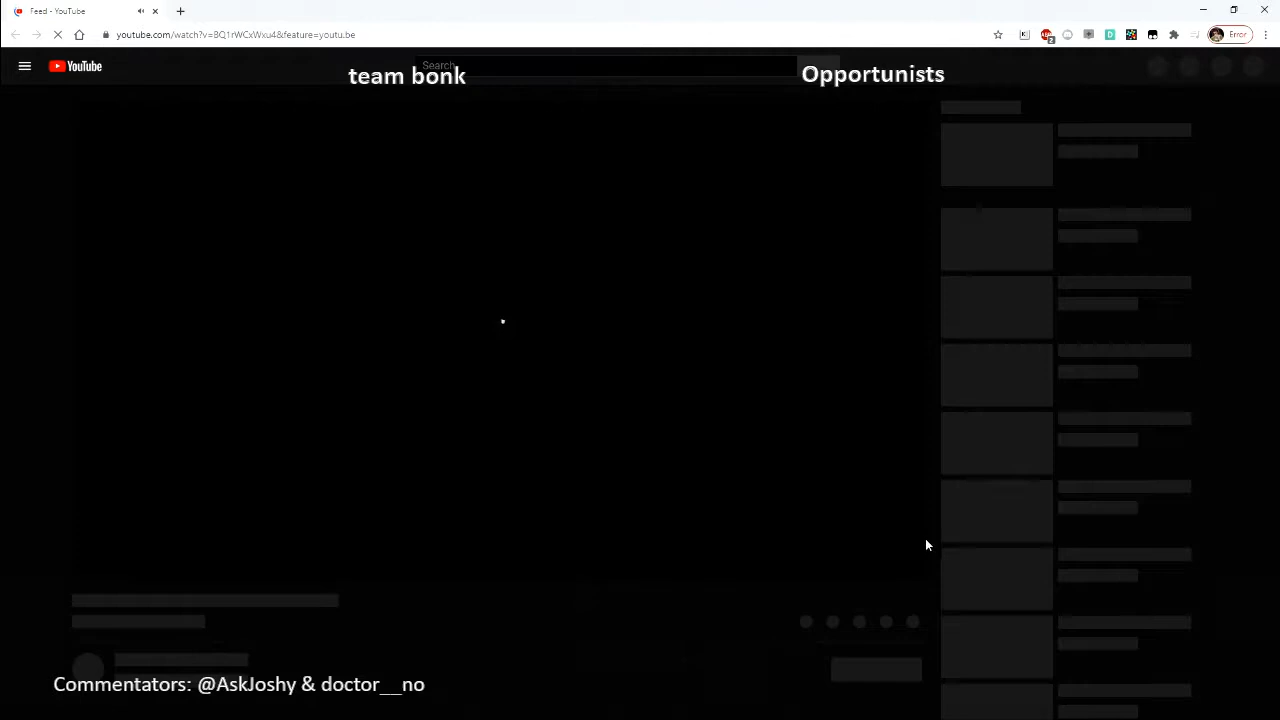 Feed - YouTube
youtube.com/watch?v=BQ1rWCxWxu4&feature=youtu.be
Error
YouTube
Search
team bonk
Opportunists
Commentators: @AskJoshy & doctor__no